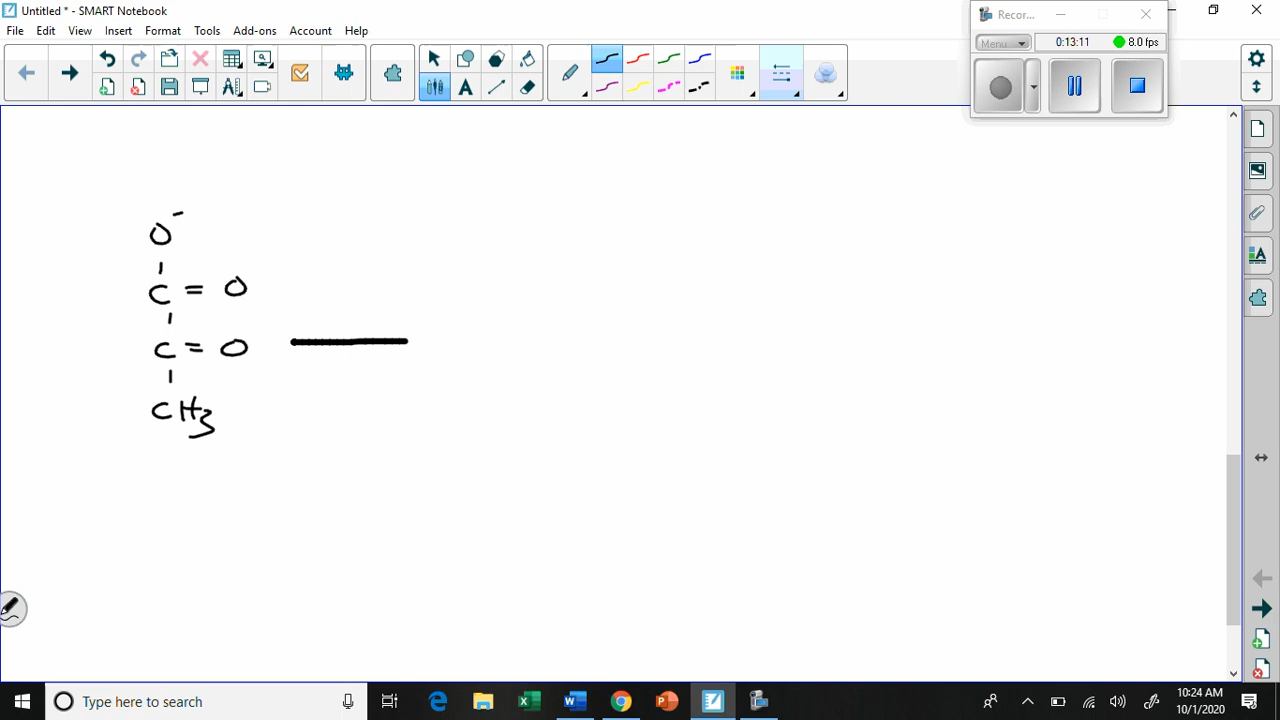 Untitled * - SMART Notebook
Recor...
File Edit View Insert Format Tools Add-ons Account Help
Menu 0:13:11 8.0 fps
A
A
O-
C = O
C = O
CH3
Type here to search
10:24 AM
10/1/2020